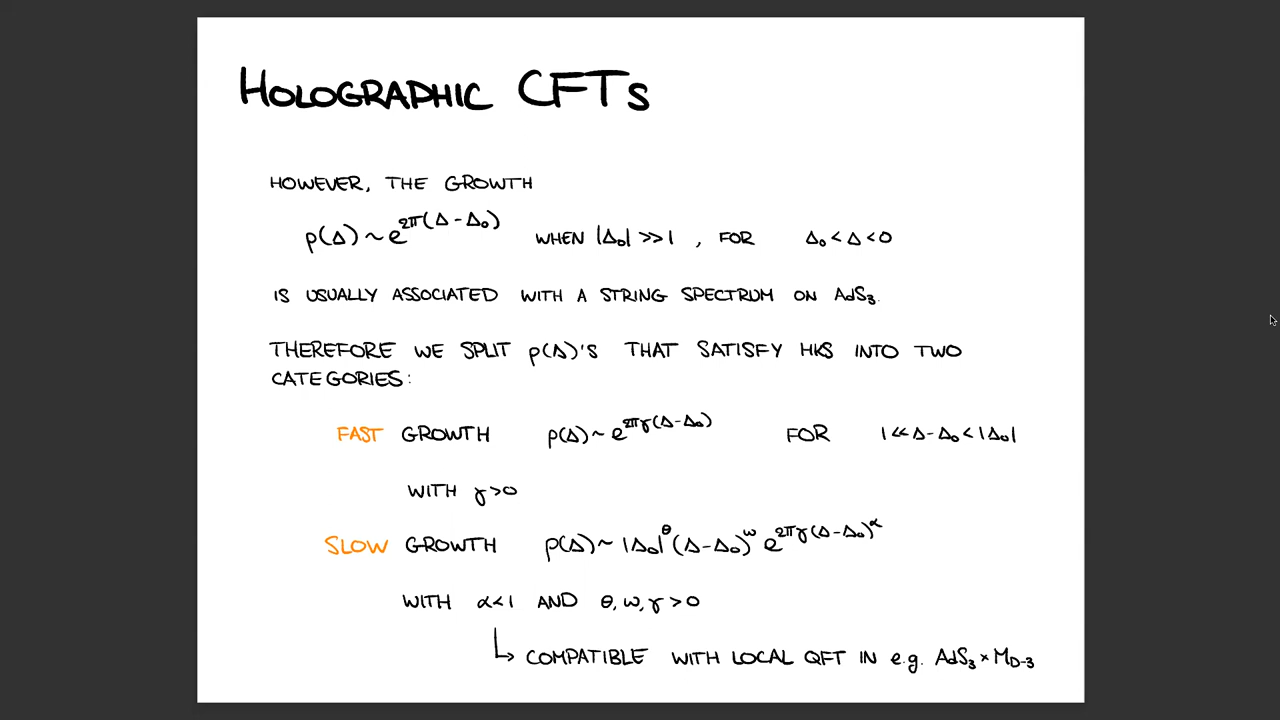 HOLOGRAPHIC CFTs
HOWEVER, THE GROWTH
ρ(Δ) ~ e^{2π(Δ-Δ₀)} WHEN |Δ₀| >> 1 , FOR Δ₀ < Δ < 0
IS USUALLY ASSOCIATED WITH A STRING SPECTRUM ON AdS₃.
THEREFORE WE SPLIT ρ(Δ)'S THAT SATISFY HKS INTO TWO
CATEGORIES:
FAST GROWTH ρ(Δ) ~ e^{2πγ(Δ-Δ₀)} FOR 1 << Δ-Δ₀ < |Δ₀|
WITH γ>0
SLOW GROWTH ρ(Δ) ~ |Δ₀|^θ (Δ-Δ₀)^w e^{2πγ(Δ-Δ₀)^α}
WITH α<1 AND θ, w, γ > 0
↳ COMPATIBLE WITH LOCAL QFT IN e.g. AdS₃ × M_{D-3}